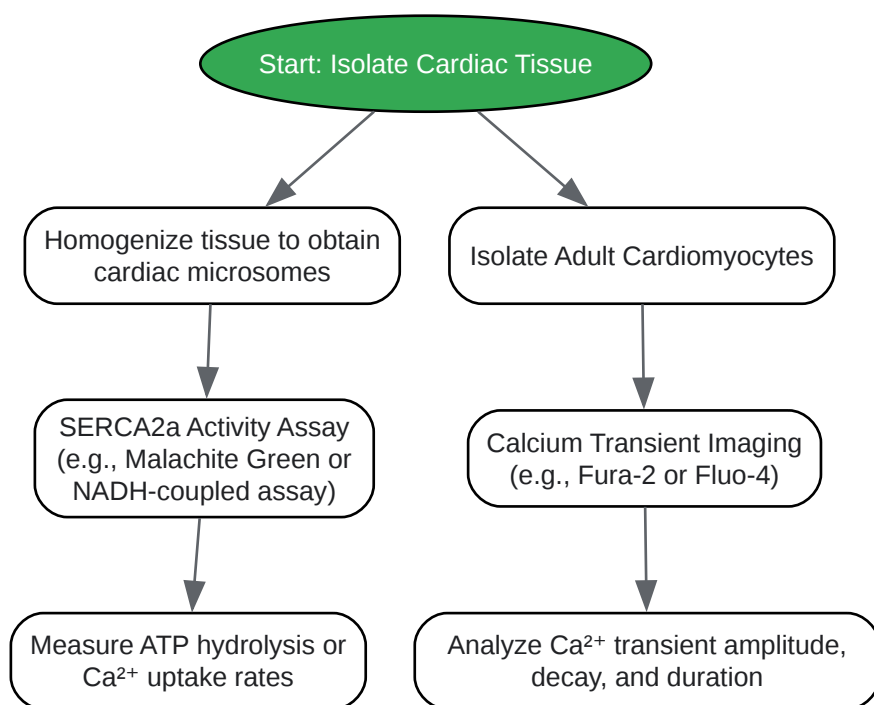 Start: Isolate Cardiac Tissue
Homogenize tissue to obtain
cardiac microsomes
Isolate Adult Cardiomyocytes
SERCA2a Activity Assay
(e.g., Malachite Green or
NADH-coupled assay)
Calcium Transient Imaging
(e.g., Fura-2 or Fluo-4)
Measure ATP hydrolysis or
Ca²⁺ uptake rates
Analyze Ca²⁺ transient amplitude,
decay, and duration